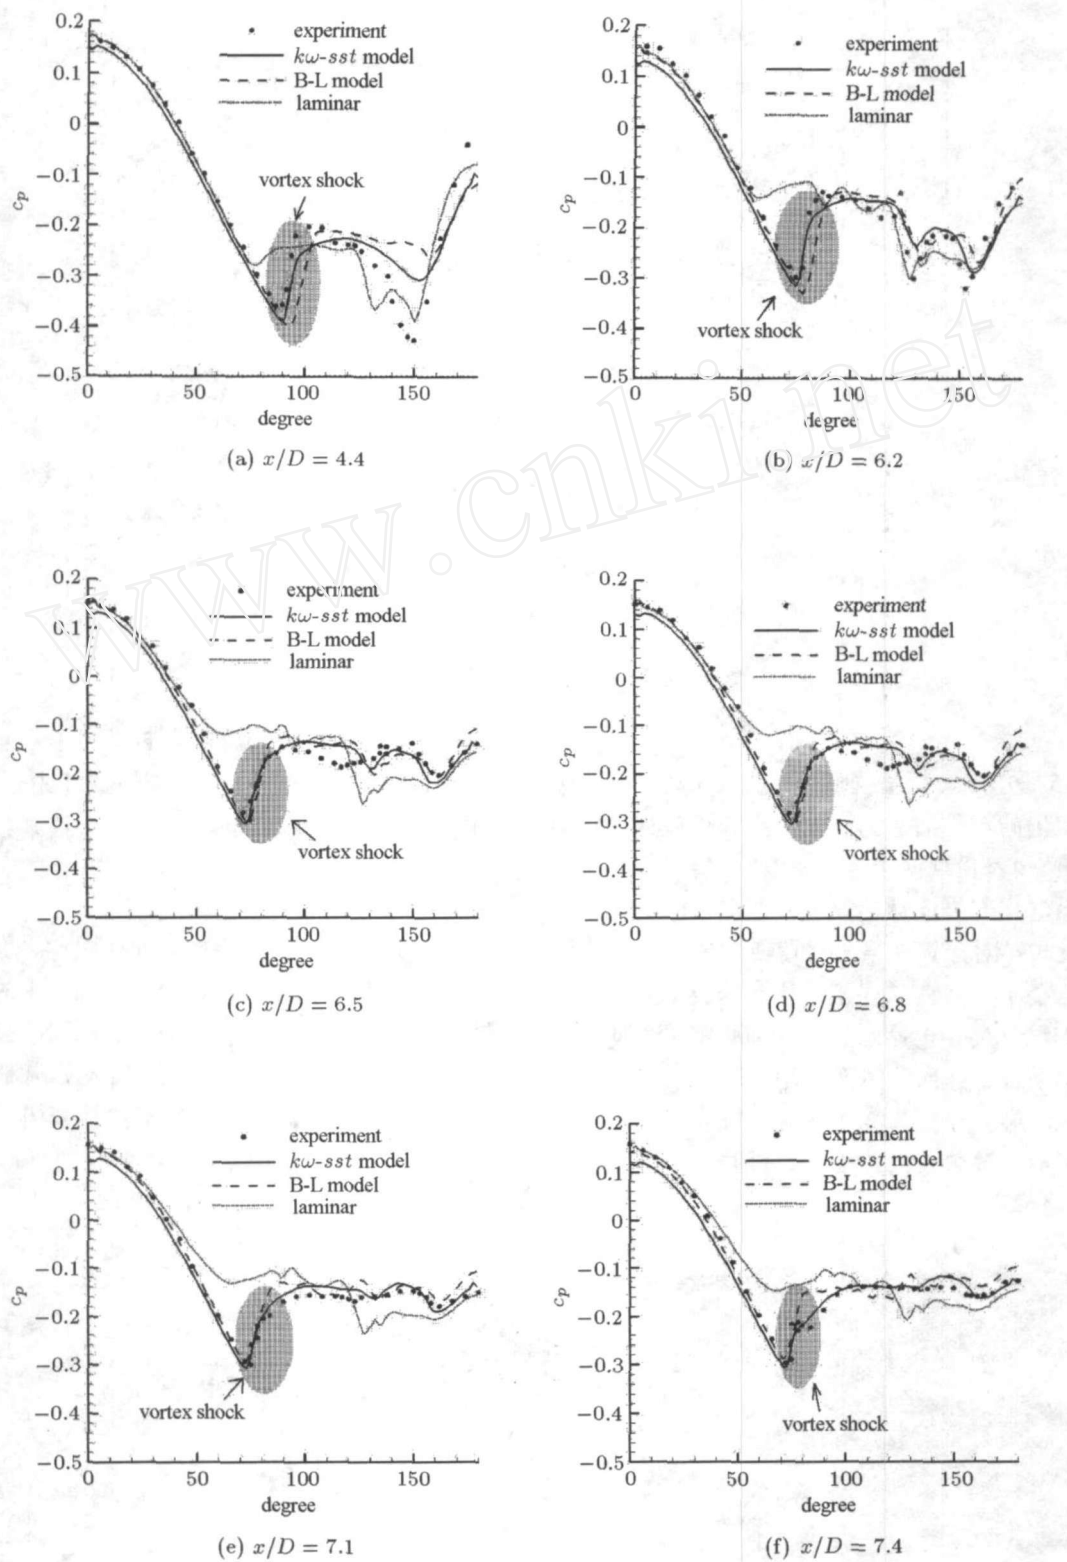 0.2
0.1
0
−0.1
−0.2
−0.3
−0.4
−0.5
c_p
experiment
kω-sst model
B-L model
laminar
vortex shock
0 50 100 150
degree
(a) x/D = 4.4
0.2
0.1
0
−0.1
−0.2
−0.3
−0.4
−0.5
c_p
experiment
kω-sst model
B-L model
laminar
vortex shock
0 50 100 150
degree
(b) x/D = 6.2
www.cnki.net
0.2
0.1
0
−0.1
−0.2
−0.3
−0.4
−0.5
c_p
experiment
kω-sst model
B-L model
laminar
vortex shock
0 50 100 150
degree
(c) x/D = 6.5
0.2
0.1
0
−0.1
−0.2
−0.3
−0.4
−0.5
c_p
experiment
kω-sst model
B-L model
laminar
vortex shock
0 50 100 150
degree
(d) x/D = 6.8
0.2
0.1
0
−0.1
−0.2
−0.3
−0.4
−0.5
c_p
experiment
kω-sst model
B-L model
laminar
vortex shock
0 50 100 150
degree
(e) x/D = 7.1
0.2
0.1
0
−0.1
−0.2
−0.3
−0.4
−0.5
c_p
experiment
kω-sst model
B-L model
laminar
vortex shock
0 50 100 150
degree
(f) x/D = 7.4